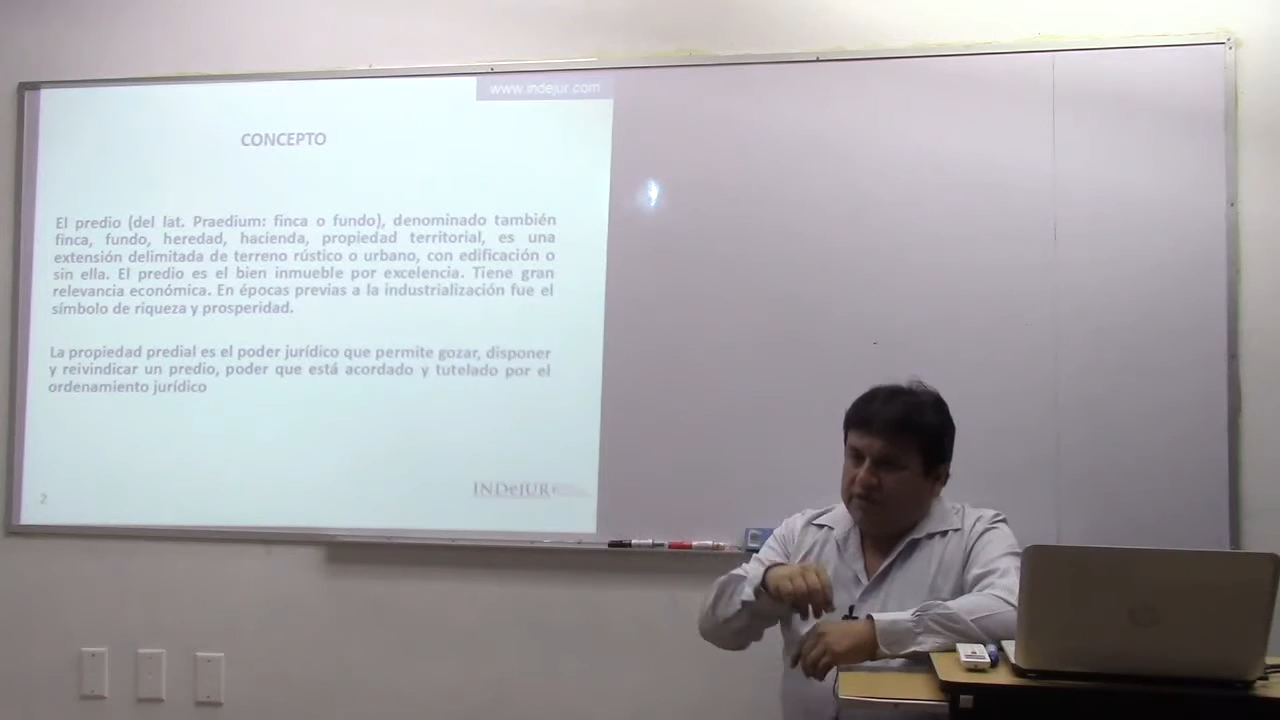 www.indejur.com
CONCEPTO
El predio (del lat. Praedium: finca o fundo), denominado también
finca, fundo, heredad, hacienda, propiedad territorial, es una
extensión delimitada de terreno rústico o urbano, con edificación o
sin ella. El predio es el bien inmueble por excelencia. Tiene gran
relevancia económica. En épocas previas a la industrialización fue el
símbolo de riqueza y prosperidad.
La propiedad predial es el poder jurídico que permite gozar, disponer
y reivindicar un predio, poder que está acordado y tutelado por el
ordenamiento jurídico
INDeJUR
2